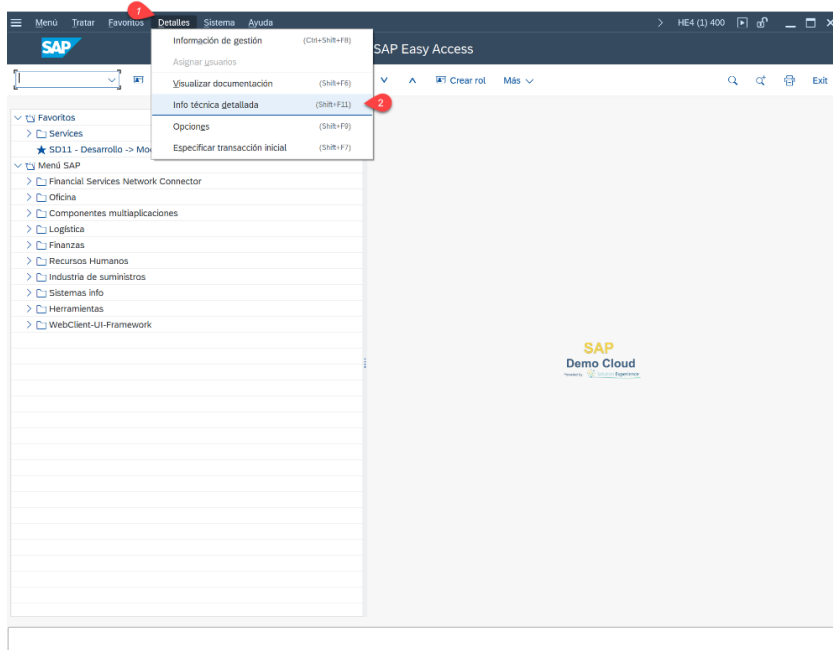 1
Menú Tratar Favoritos Detalles Sistema Ayuda HE4 (1) 400
SAP SAP Easy Access
Información de gestión (Ctrl+Shift+F8)
Asignar usuarios
Visualizar documentación (Shift+F6)
Info técnica detallada (Shift+F11) 2
Opciones (Shift+F9)
Especificar transacción inicial (Shift+F7)
Crear rol Más Exit
Favoritos
Services
SD11 - Desarrollo -> Mo
Menú SAP
Financial Services Network Connector
Oficina
Componentes multiaplicaciones
Logística
Finanzas
Recursos Humanos
Industria de suministros
Sistemas info
Herramientas
WebClient-UI-Framework
SAP
Demo Cloud